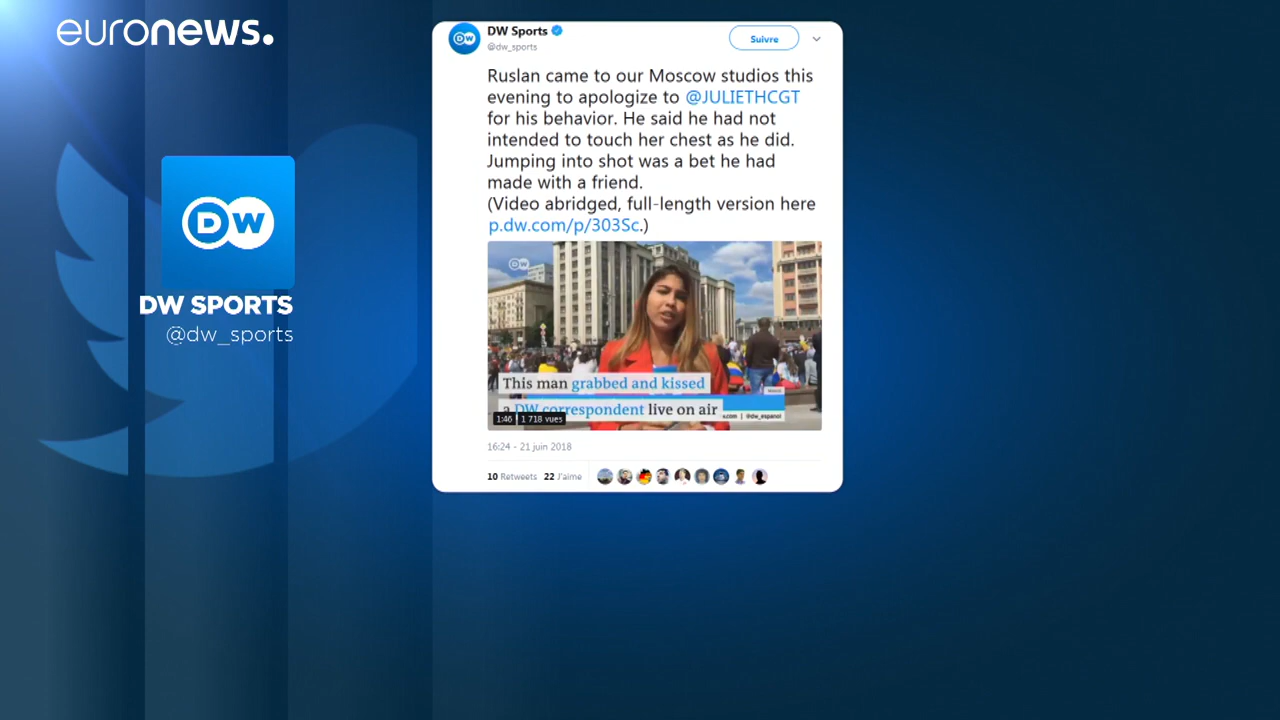 euronews.
DW Sports
@dw_sports
Suivre
Ruslan came to our Moscow studios this
evening to apologize to @JULIETHCGT
for his behavior. He said he had not
intended to touch her chest as he did.
Jumping into shot was a bet he had
made with a friend.
(Video abridged, full-length version here
p.dw.com/p/303Sc.)
DW
DW SPORTS
@dw_sports
DW
This man grabbed and kissed
a DW correspondent live on air
.com | @dw_espanol
1:46 1 718 vues
16:24 - 21 juin 2018
10 Retweets 22 J'aime